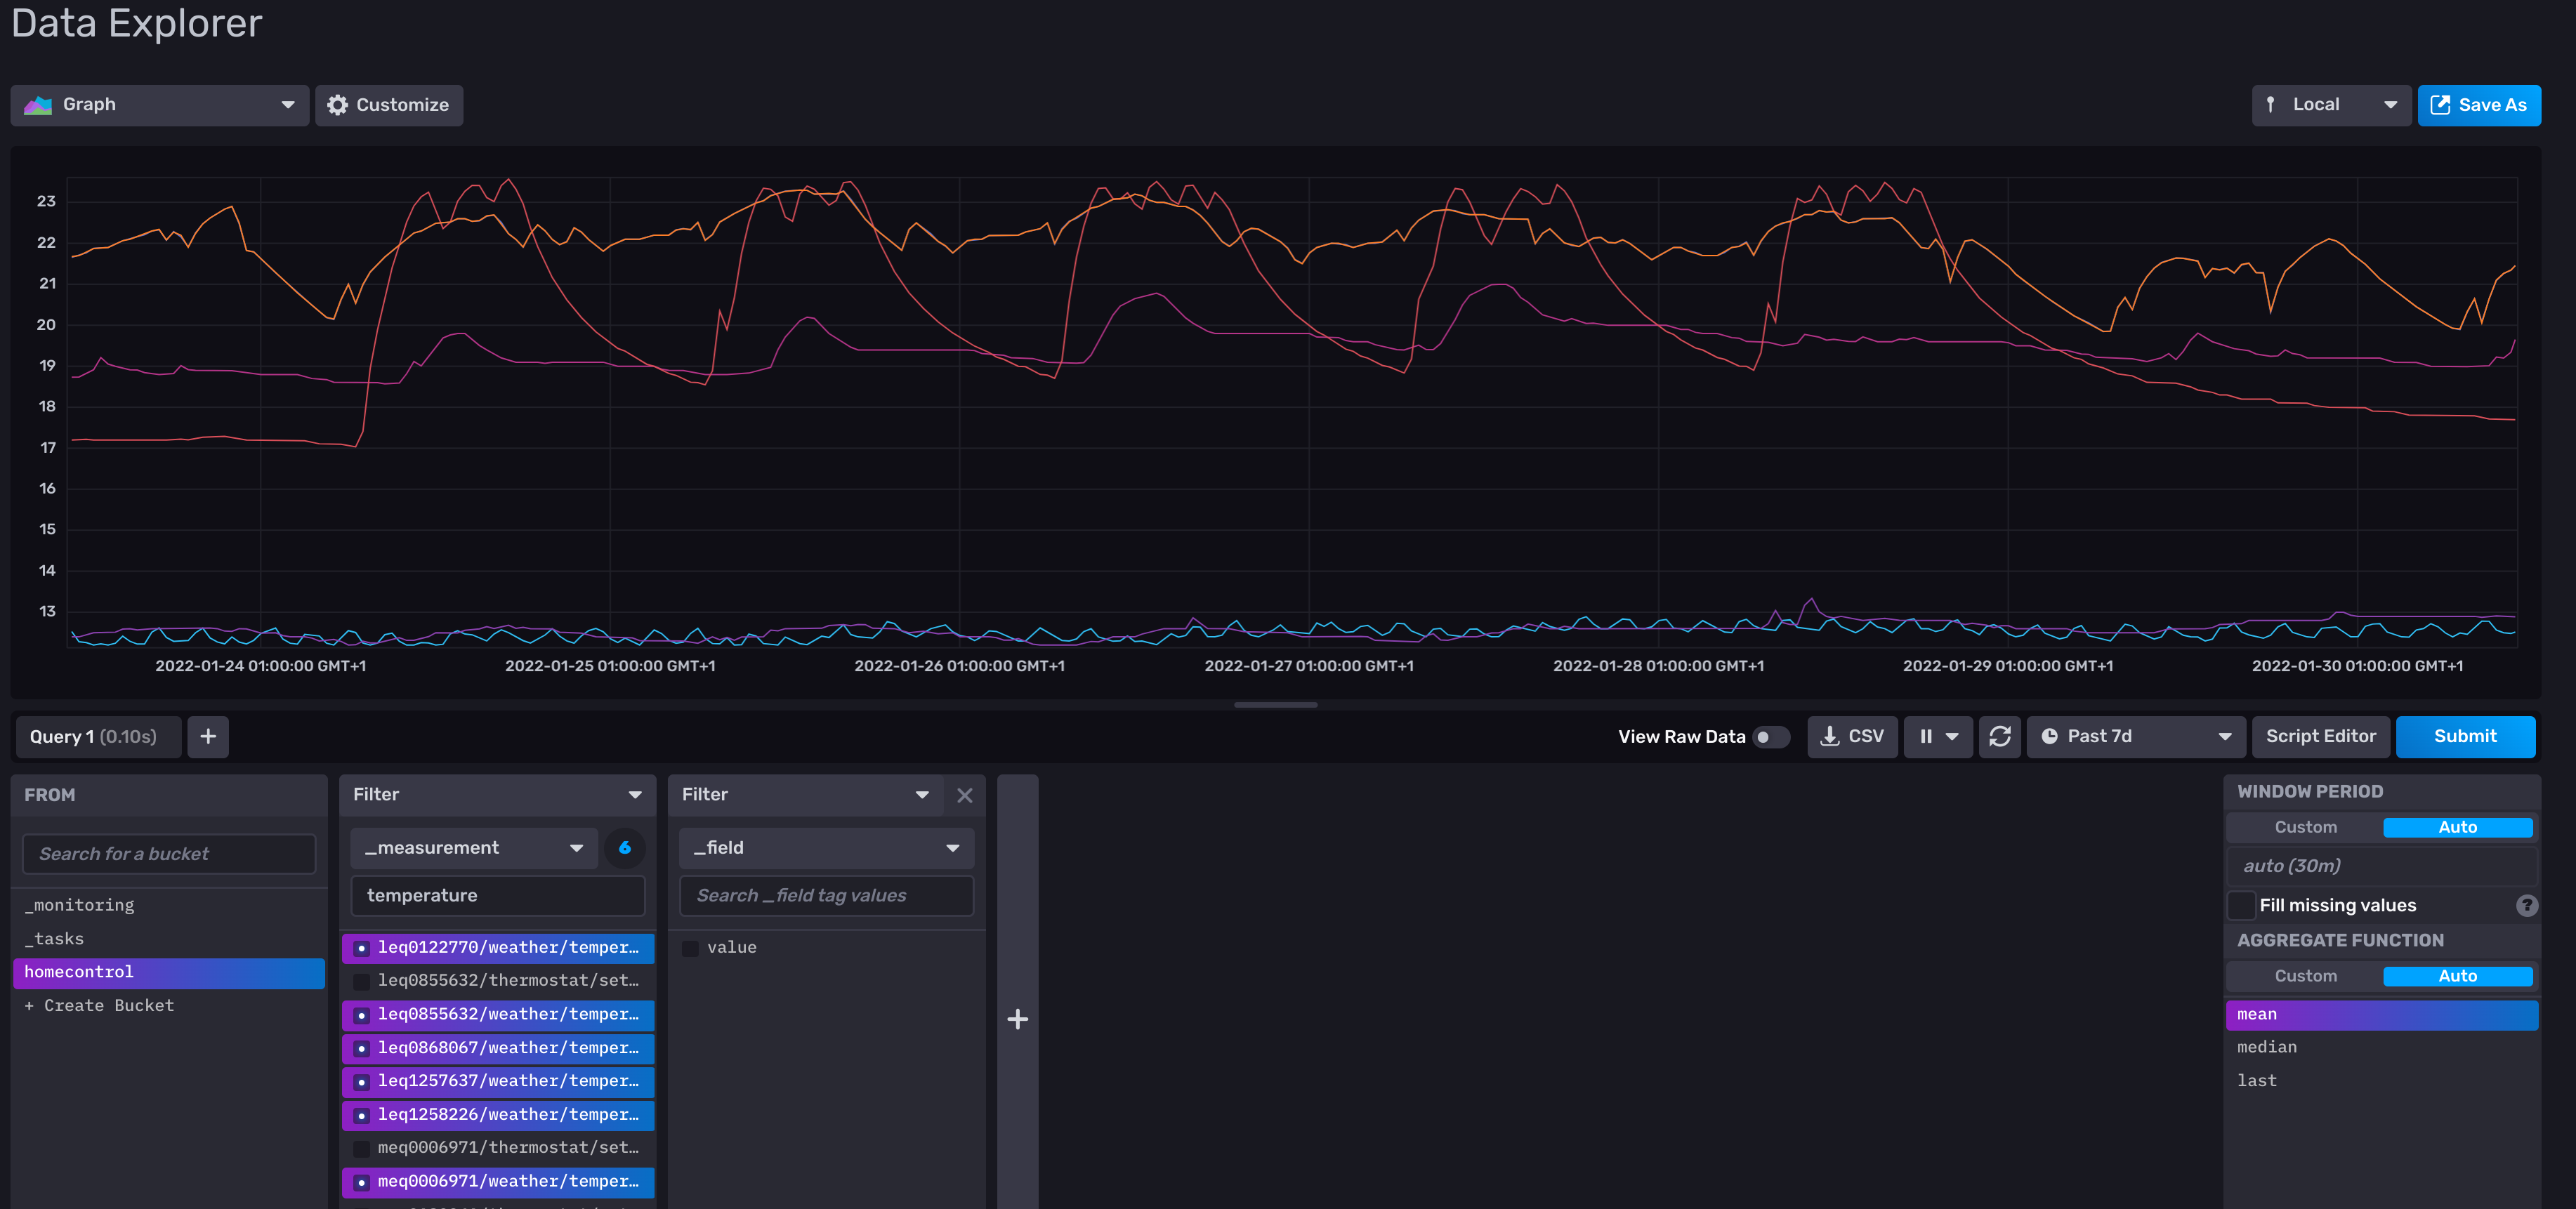 Data Explorer
Graph
Customize
Local
Save As
23
22
21
20
19
18
17
16
15
14
13
2022-01-24 01:00:00 GMT+1
2022-01-25 01:00:00 GMT+1
2022-01-26 01:00:00 GMT+1
2022-01-27 01:00:00 GMT+1
2022-01-28 01:00:00 GMT+1
2022-01-29 01:00:00 GMT+1
2022-01-30 01:00:00 GMT+1
Query 1 (0.10s)
View Raw Data
CSV
Past 7d
Script Editor
Submit
FROM
Search for a bucket
_monitoring
_tasks
homecontrol
+ Create Bucket
Filter
_measurement
6
temperature
leq0122770/weather/temper…
leq0855632/thermostat/set…
leq0855632/weather/temper…
leq0868067/weather/temper…
leq1257637/weather/temper…
leq1258226/weather/temper…
meq0006971/thermostat/set…
meq0006971/weather/temper…
Filter
_field
Search _field tag values
value
WINDOW PERIOD
Custom
Auto
auto (30m)
Fill missing values
?
AGGREGATE FUNCTION
Custom
Auto
mean
median
last